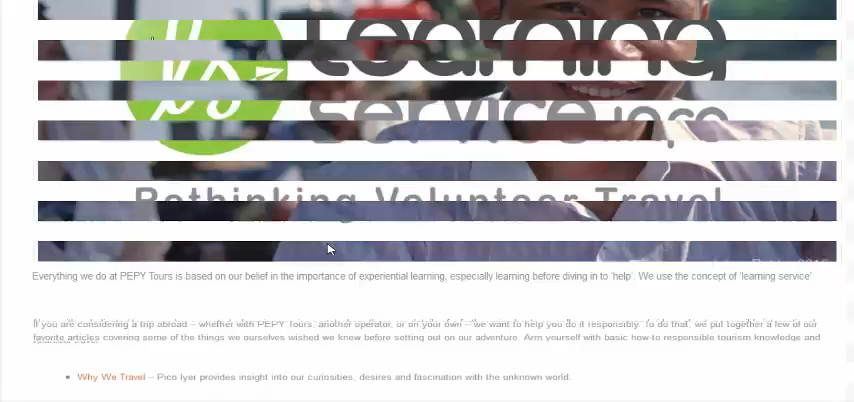 learning
service.info
Rethinking Volunteer Travel
Everything we do at PEPY Tours is based on our belief in the importance of experiential learning, especially learning before diving in to 'help'. We use the concept of 'learning service'
If you are considering a trip abroad – whether with PEPY Tours, another operator, or on your own – we want to help you do it responsibly. To do that, we put together a few of our
favorite articles covering some of the things we ourselves wished we knew before setting out on our adventure. Arm yourself with basic how-to responsible tourism knowledge and
Why We Travel – Pico Iyer provides insight into our curiosities, desires and fascination with the unknown world.